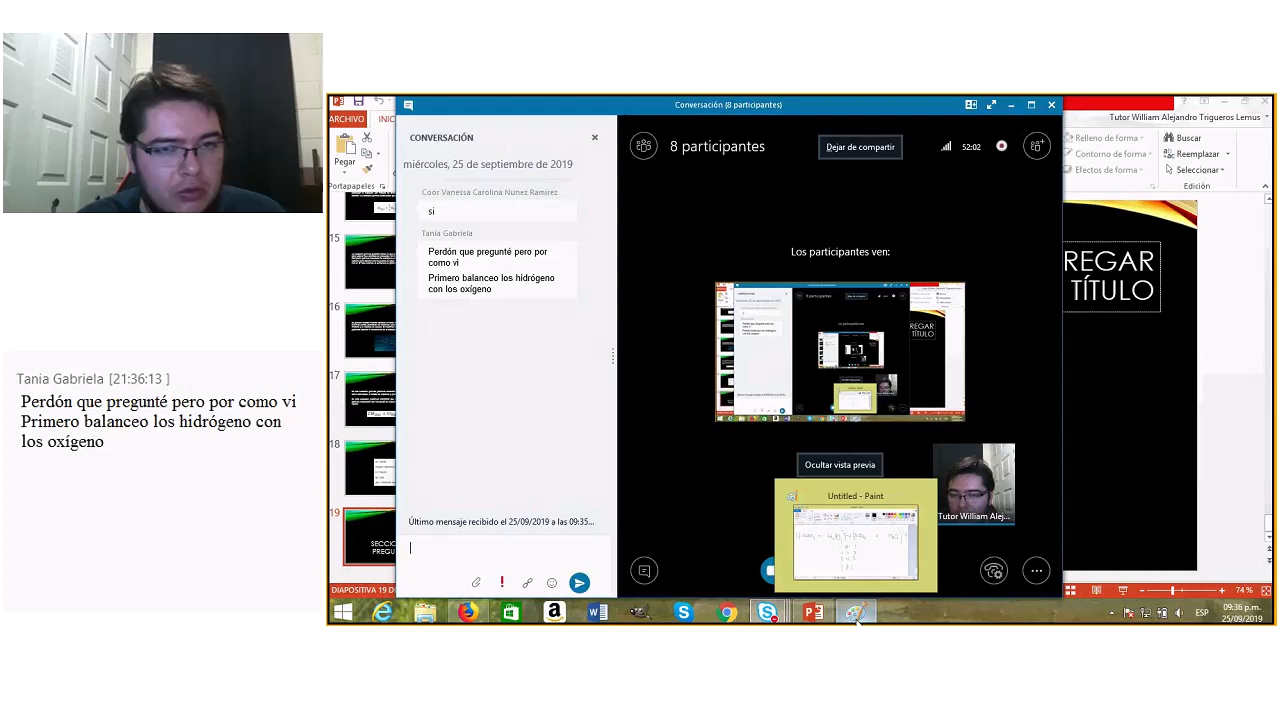 Tania Gabriela [21:36:13 ]
Perdón que pregunté pero por como vi
Primero balanceo los hidrógeno con
los oxígeno
ARCHIVO
INIC
Pegar
Portapapeles
15
16
17
18
19
SECCI
PREGU
DIAPOSITIVA 19 D
Conversación (8 participantes)
CONVERSACIÓN
miércoles, 25 de septiembre de 2019
Coor Vanessa Carolina Nunez Ramirez
si
Tania Gabriela
Perdón que pregunté pero por
como vi
Primero balanceo los hidrógeno
con los oxígeno
Último mensaje recibido el 25/09/2019 a las 09:35...
8 participantes
Dejar de compartir
52:02
Los participantes ven:
Ocultar vista previa
Untitled - Paint
Tutor William Alej...
Tutor William Alejandro Trigueros Lemus
Relleno de forma
Contorno de forma
Efectos de forma
Buscar
Reemplazar
Seleccionar
Edición
REGAR
TÍTULO
74 %
ESP
09:36 p.m.
25/09/2019